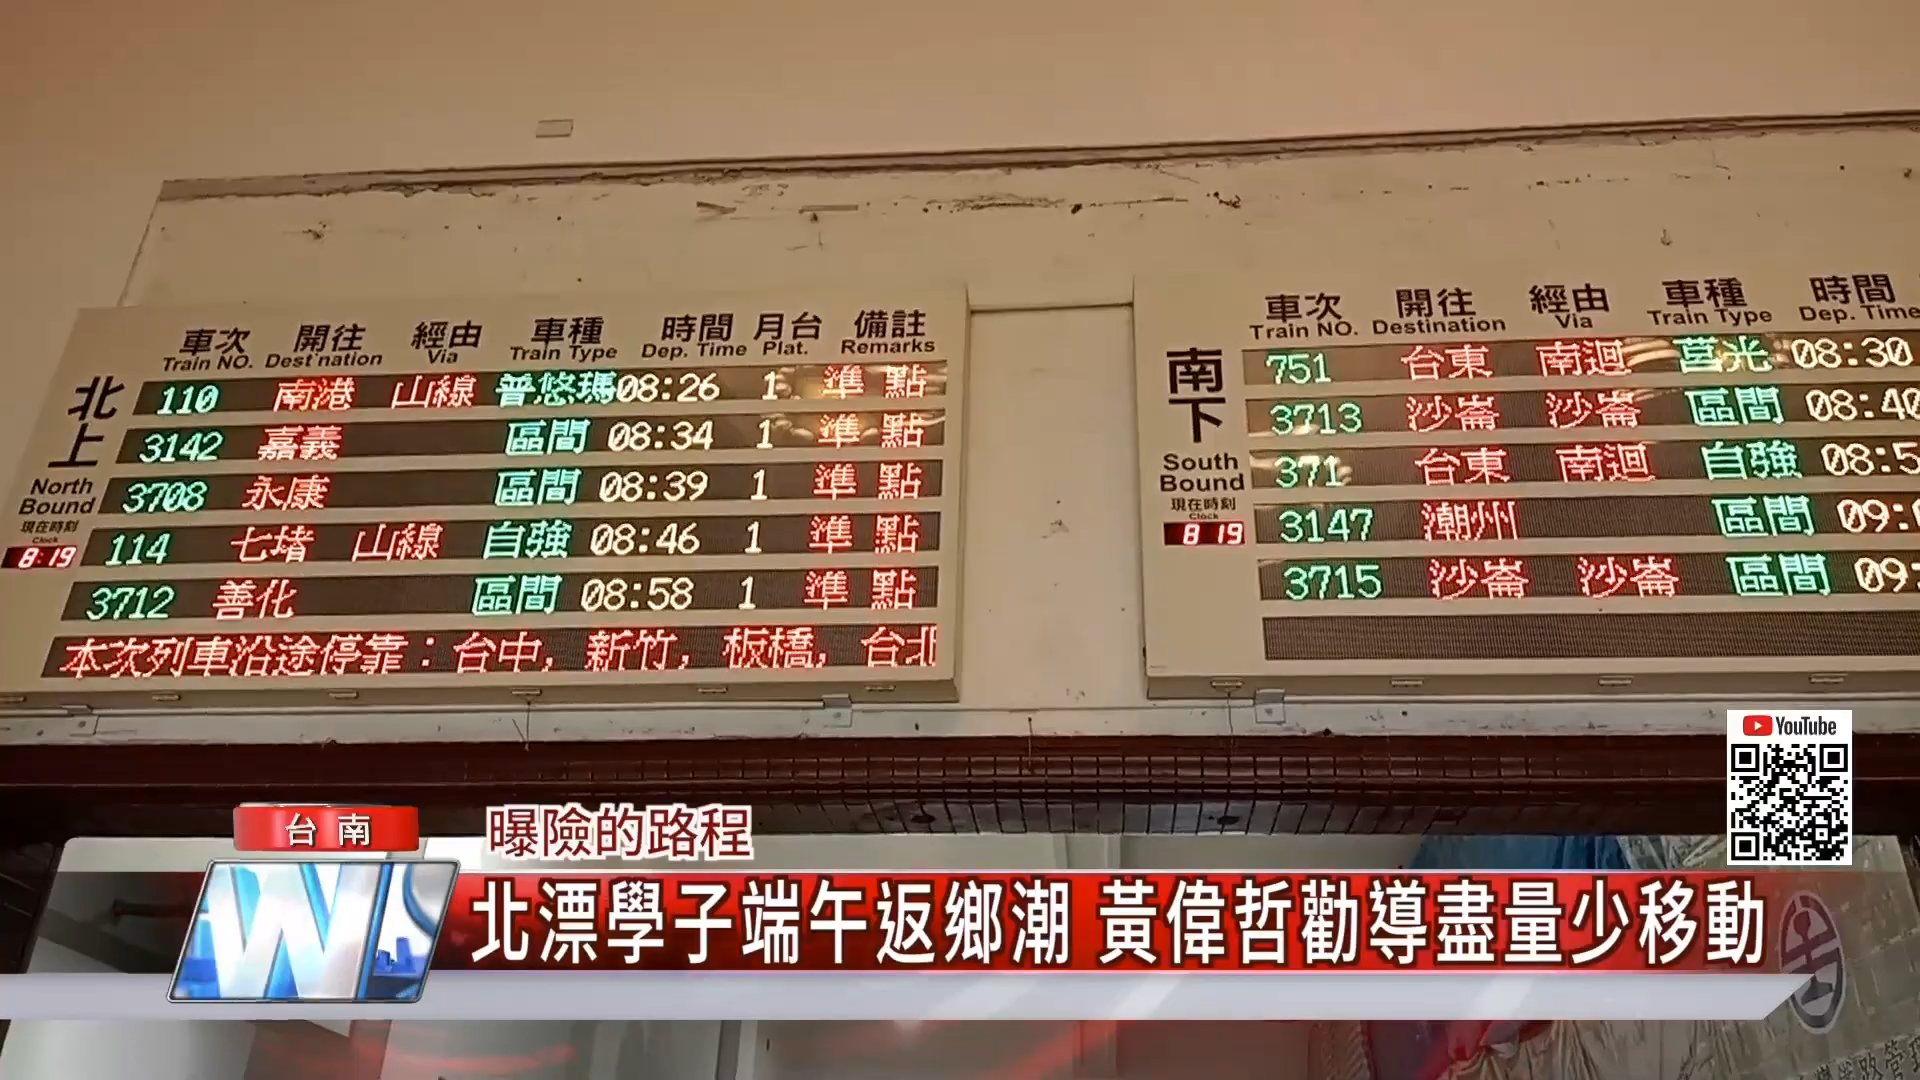 車次 開往 經由 車種 時間 月台 備註
Train NO. Destination Via Train Type Dep. Time Plat. Remarks
北上
North
Bound
現在時刻
Clock
8:19
110 南港 山線 普悠瑪 08:26 1 準點
3142 嘉義 區間 08:34 1 準點
3708 永康 區間 08:39 1 準點
114 七堵 山線 自強 08:46 1 準點
3712 善化 區間 08:58 1 準點
本次列車沿途停靠：台中，新竹，板橋，台北
車次 開往 經由 車種 時間
Train NO. Destination Via Train Type Dep. Time
南下
South
Bound
現在時刻
Clock
8 19
751 台東 南迴 莒光 08:30
3713 沙崙 沙崙 區間 08:40
371 台東 南迴 自強 08:5
3147 潮州 區間 09:
3715 沙崙 沙崙 區間 09:
YouTube
台南
曝險的路程
W
北漂學子端午返鄉潮 黃偉哲勸導盡量少移動